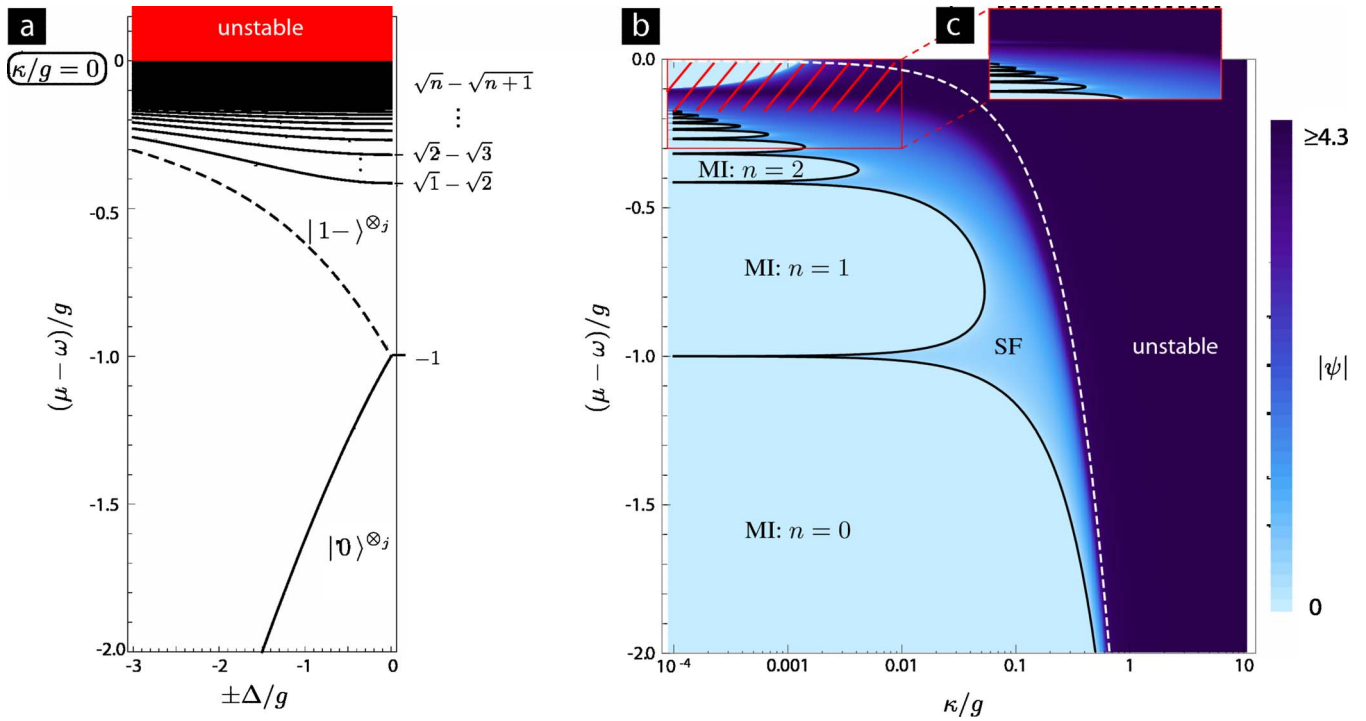 a
unstable
κ/g = 0
0
-0.5
-1.0
-1.5
-2.0
(μ − ω)/g
-3
-2
-1
0
±Δ/g
√n − √n+1
⋮
√2 − √3
⋮
√1 − √2
−1
| 1− ⟩⊗j
| 0 ⟩⊗j
b
c
0.0
-0.5
-1.0
-1.5
-2.0
(μ − ω)/g
MI: n = 2
MI: n = 1
MI: n = 0
SF
unstable
10-4
0.001
0.01
0.1
1
10
κ/g
≥4.3
|ψ|
0